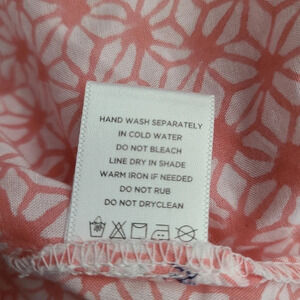 HAND WASH SEPARATELY
IN COLD WATER
DO NOT BLEACH
LINE DRY IN SHADE
WARM IRON IF NEEDED
DO NOT RUB
DO NOT DRYCLEAN